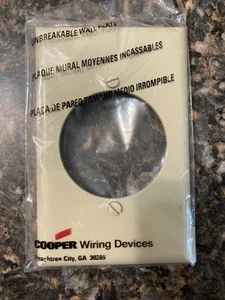 UNBREAKABLE WALL PLATE
PLAQUE MURAL MOYENNES INCASSABLES
PLACA DE PARED TAMAÑO MEDIO IRROMPIBLE
COOPER Wiring Devices
Peachtree City, GA 30269